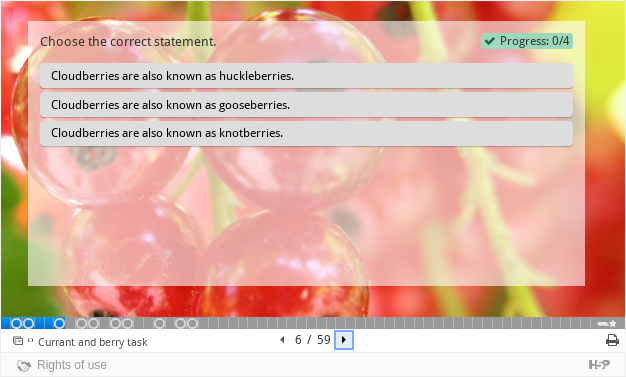 Choose the correct statement.
Progress: 0/4
Cloudberries are also known as huckleberries.
Cloudberries are also known as gooseberries.
Cloudberries are also known as knotberries.
Currant and berry task
6 / 59
Rights of use
H5P